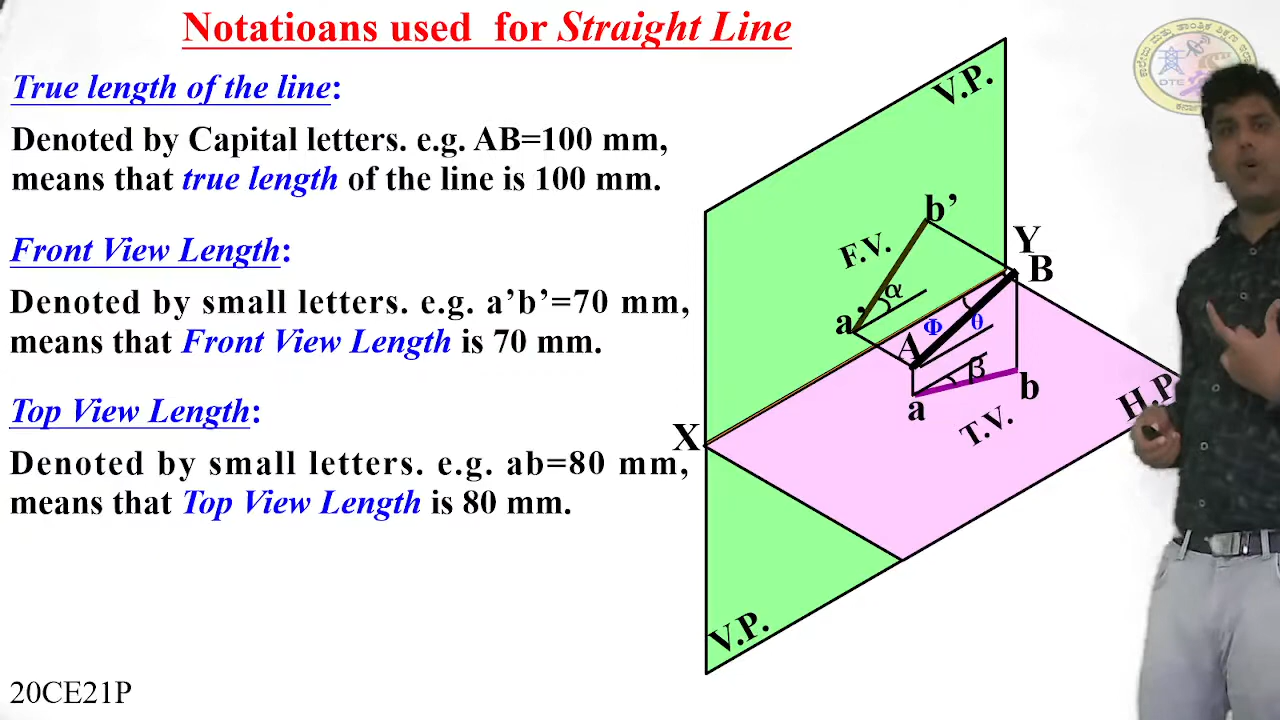 Notatioans used for Straight Line
True length of the line:
Denoted by Capital letters. e.g. AB=100 mm,
means that true length of the line is 100 mm.
Front View Length:
Denoted by small letters. e.g. a’b’=70 mm,
means that Front View Length is 70 mm.
Top View Length:
Denoted by small letters. e.g. ab=80 mm,
means that Top View Length is 80 mm.
20CE21P
V.P.
b’
F.V.
Y
B
α
a’
Φ
θ
A
β
a
b
H.P
T.V.
X
V.P.
DTE